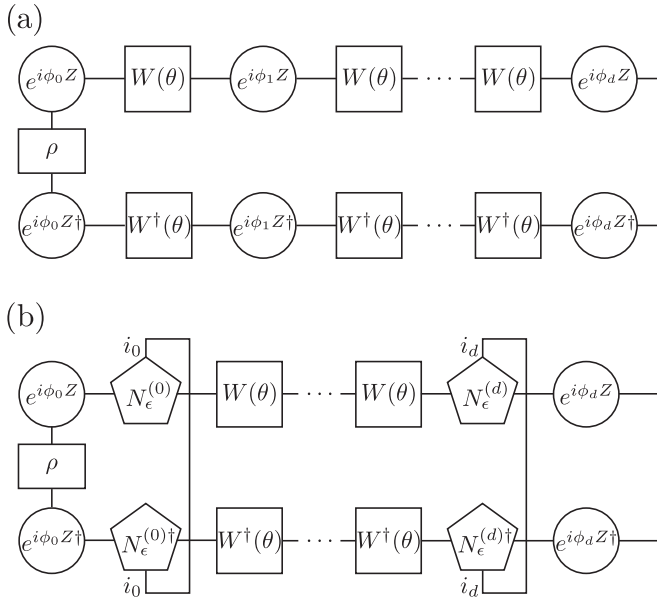 (a)
e^{iϕ_0 Z} W(θ) e^{iϕ_1 Z} W(θ) ··· W(θ) e^{iϕ_d Z}
ρ
e^{iϕ_0 Z†} W^†(θ) e^{iϕ_1 Z†} W^†(θ) ··· W^†(θ) e^{iϕ_d Z†}
(b)
i_0 i_d
e^{iϕ_0 Z} N_ϵ^{(0)} W(θ) ··· W(θ) N_ϵ^{(d)} e^{iϕ_d Z}
ρ
e^{iϕ_0 Z†} N_ϵ^{(0)†} W^†(θ) ··· W^†(θ) N_ϵ^{(d)†} e^{iϕ_d Z†}
i_0 i_d